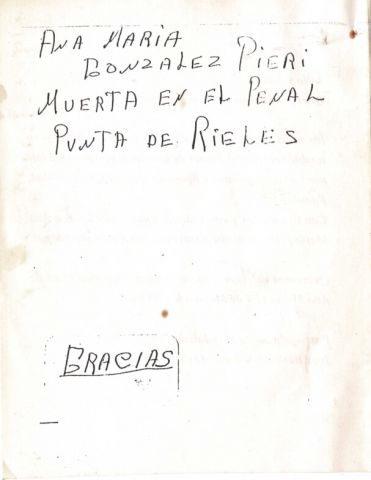 ANA MARIA
GONZALEZ PIERI
MUERTA EN EL PENAL
PUNTA DE RIELES
GRACIAS